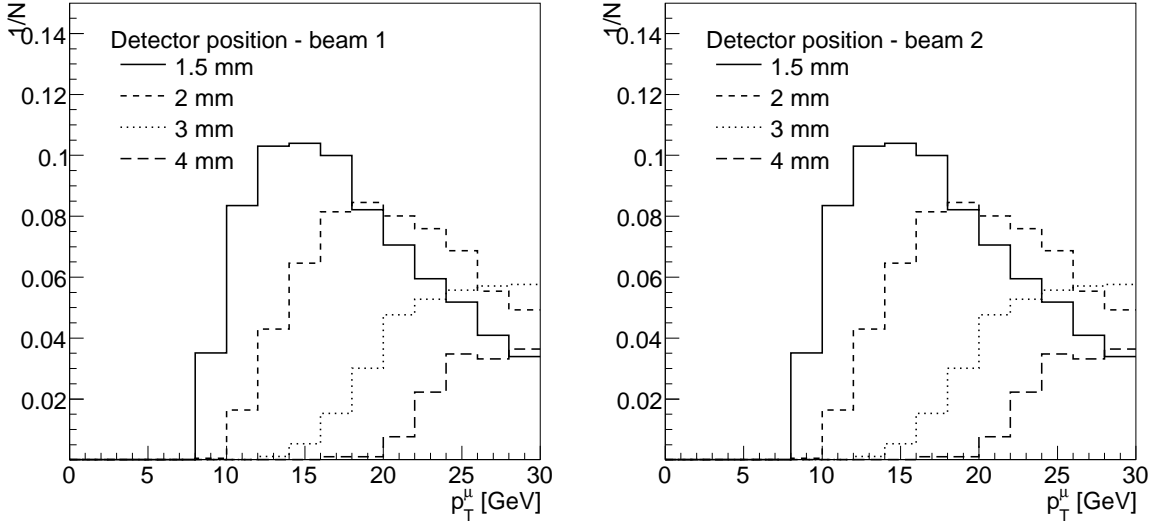 1/N
0.14
0.12
0.1
0.08
0.06
0.04
0.02
Detector position - beam 1
1.5 mm
2 mm
3 mm
4 mm
0 5 10 15 20 25 30
p_T^μ [GeV]
1/N
0.14
0.12
0.1
0.08
0.06
0.04
0.02
Detector position - beam 2
1.5 mm
2 mm
3 mm
4 mm
0 5 10 15 20 25 30
p_T^μ [GeV]